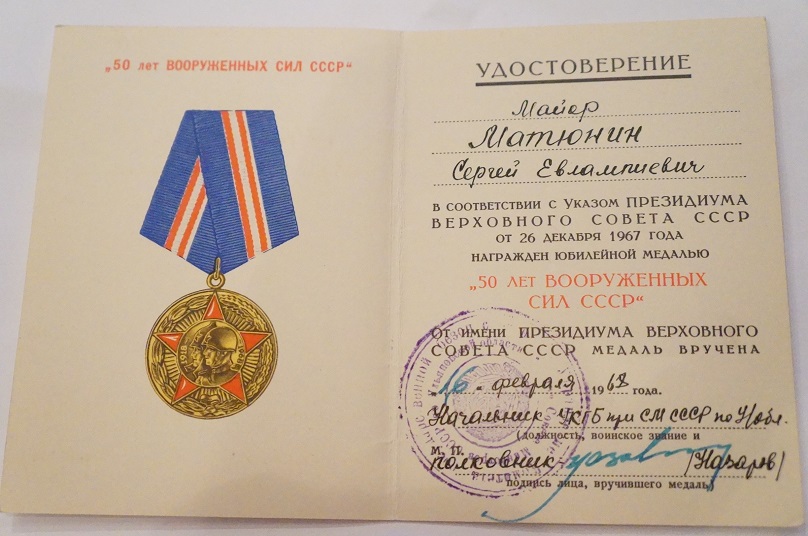 „50 лет ВООРУЖЕННЫХ СИЛ СССР“
УДОСТОВЕРЕНИЕ
Майор
Матюнин
Сергей Евлампиевич
В СООТВЕТСТВИИ С УКАЗОМ ПРЕЗИДИУМА
ВЕРХОВНОГО СОВЕТА СССР
ОТ 26 ДЕКАБРЯ 1967 ГОДА
НАГРАЖДЕН ЮБИЛЕЙНОЙ МЕДАЛЬЮ
„50 ЛЕТ ВООРУЖЕННЫХ
СИЛ СССР“
ОТ ИМЕНИ ПРЕЗИДИУМА ВЕРХОВНОГО
СОВЕТА СССР МЕДАЛЬ ВРУЧЕНА
„16“ февраля 1968 года.
Начальник УКГБ при СМ СССР по
(должность, воинское звание и
М. П.
полковник (Назаров)
подпись лица, вручившего медаль)